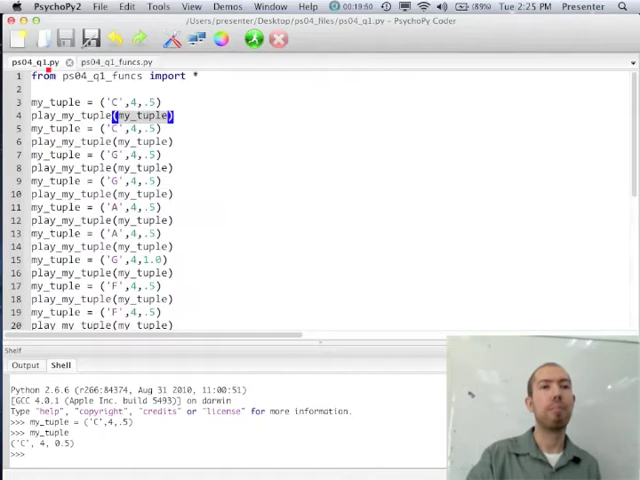 PsychoPy2 File Edit View Demos Window Help 00:19:50 (89%) 2:25 PM Presenter
/Users/presenter/Desktop/ps04_files/ps04_q1.py - PsychoPy Coder
ps04_q1.py ps04_q1_funcs.py
1 from ps04_q1_funcs import *
2
3 my_tuple = ('C',4,.5)
4 play_my_tuple(my_tuple)
5 my_tuple = ('C',4,.5)
6 play_my_tuple(my_tuple)
7 my_tuple = ('G',4,.5)
8 play_my_tuple(my_tuple)
9 my_tuple = ('G',4,.5)
10 play_my_tuple(my_tuple)
11 my_tuple = ('A',4,.5)
12 play_my_tuple(my_tuple)
13 my_tuple = ('A',4,.5)
14 play_my_tuple(my_tuple)
15 my_tuple = ('G',4,1.0)
16 play_my_tuple(my_tuple)
17 my_tuple = ('F',4,.5)
18 play_my_tuple(my_tuple)
19 my_tuple = ('F',4,.5)
20 play_my_tuple(my_tuple)
Shelf
Output Shell
Python 2.6.6 (r266:84374, Aug 31 2010, 11:00:51)
[GCC 4.0.1 (Apple Inc. build 5493)] on darwin
Type "help", "copyright", "credits" or "license" for more information.
>>> my_tuple = ('C',4,.5)
>>> my_tuple
('C', 4, 0.5)
>>>